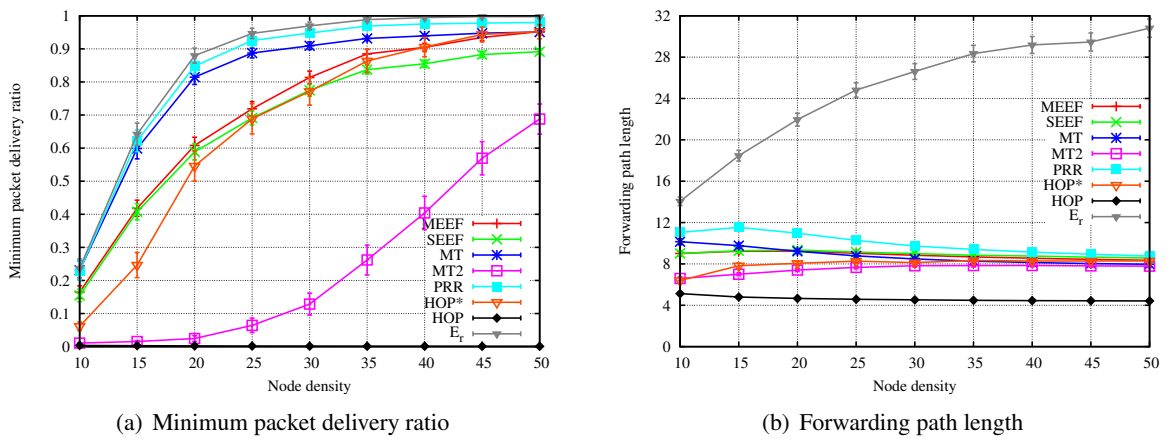 Minimum packet delivery ratio
1
0.9
0.8
0.7
0.6
0.5
0.4
0.3
0.2
0.1
0
10 15 20 25 30 35 40 45 50
Node density
MEEF
SEEF
MT
MT2
PRR
HOP*
HOP
E_r
(a) Minimum packet delivery ratio
Forwarding path length
32
28
24
20
16
12
8
4
0
10 15 20 25 30 35 40 45 50
Node density
MEEF
SEEF
MT
MT2
PRR
HOP*
HOP
E_r
(b) Forwarding path length